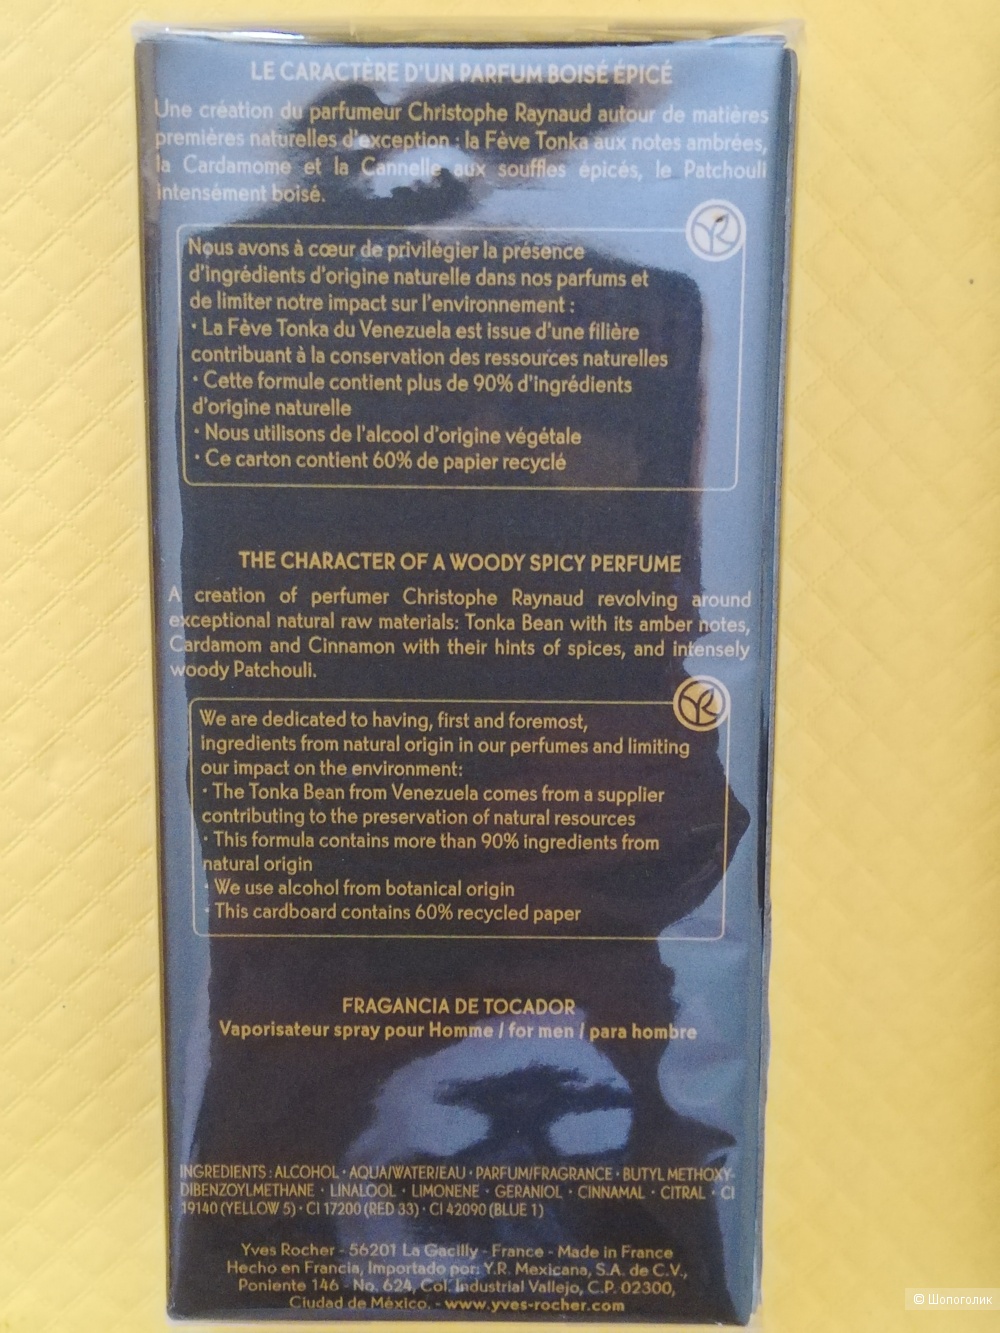 LE CARACTÈRE D'UN PARFUM BOISÉ ÉPICÉ
Une création du parfumeur Christophe Raynaud autour de matières
premières naturelles d'exception : la Fève Tonka aux notes ambrées,
la Cardamome et la Cannelle aux souffles épicés, le Patchouli
intensément boisé.
Nous avons à cœur de privilégier la présence
d'ingrédients d'origine naturelle dans nos parfums et
de limiter notre impact sur l'environnement :
• La Fève Tonka du Venezuela est issue d'une filière
contribuant à la conservation des ressources naturelles
• Cette formule contient plus de 90% d'ingrédients
d'origine naturelle
• Nous utilisons de l'alcool d'origine végétale
• Ce carton contient 60% de papier recyclé
THE CHARACTER OF A WOODY SPICY PERFUME
A creation of perfumer Christophe Raynaud revolving around
exceptional natural raw materials: Tonka Bean with its amber notes,
Cardamom and Cinnamon with their hints of spices, and intensely
woody Patchouli.
We are dedicated to having, first and foremost,
ingredients from natural origin in our perfumes and limiting
our impact on the environment:
• The Tonka Bean from Venezuela comes from a supplier
contributing to the preservation of natural resources
• This formula contains more than 90% ingredients from
natural origin
• We use alcohol from botanical origin
• This cardboard contains 60% recycled paper
FRAGANCIA DE TOCADOR
Vaporisateur spray pour Homme / for men / para hombre
INGREDIENTS : ALCOHOL • AQUA/WATER/EAU • PARFUM/FRAGRANCE • BUTYL METHOXY-
DIBENZOYLMETHANE • LINALOOL • LIMONENE • GERANIOL • CINNAMAL • CITRAL • CI
19140 (YELLOW 5) • CI 17200 (RED 33) • CI 42090 (BLUE 1)
Yves Rocher - 56201 La Gacilly - France - Made in France
Hecho en Francia, Importado por: Y.R. Mexicana, S.A. de C.V.,
Poniente 146 - No. 624, Col. Industrial Vallejo, C.P. 02300,
Ciudad de México. - www.yves-rocher.com
© Шопоголик